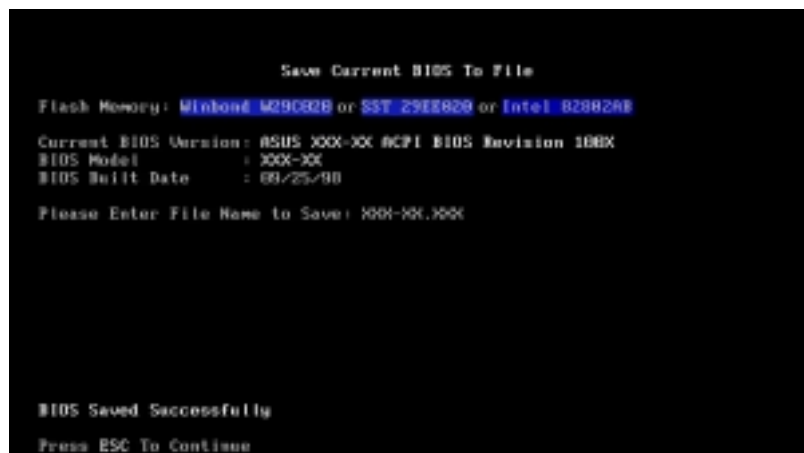 Save Current BIOS To File
Flash Memory: Winbond W29C020 or SST 29EE020 or Intel 82802AB
Current BIOS Version: ASUS XXX-XX ACPI BIOS Revision 100X
BIOS Model : XXX-XX
BIOS Built Date : 09/25/98
Please Enter File Name to Save: XXX-XX.XXX
BIOS Saved Successfully
Press ESC To Continue